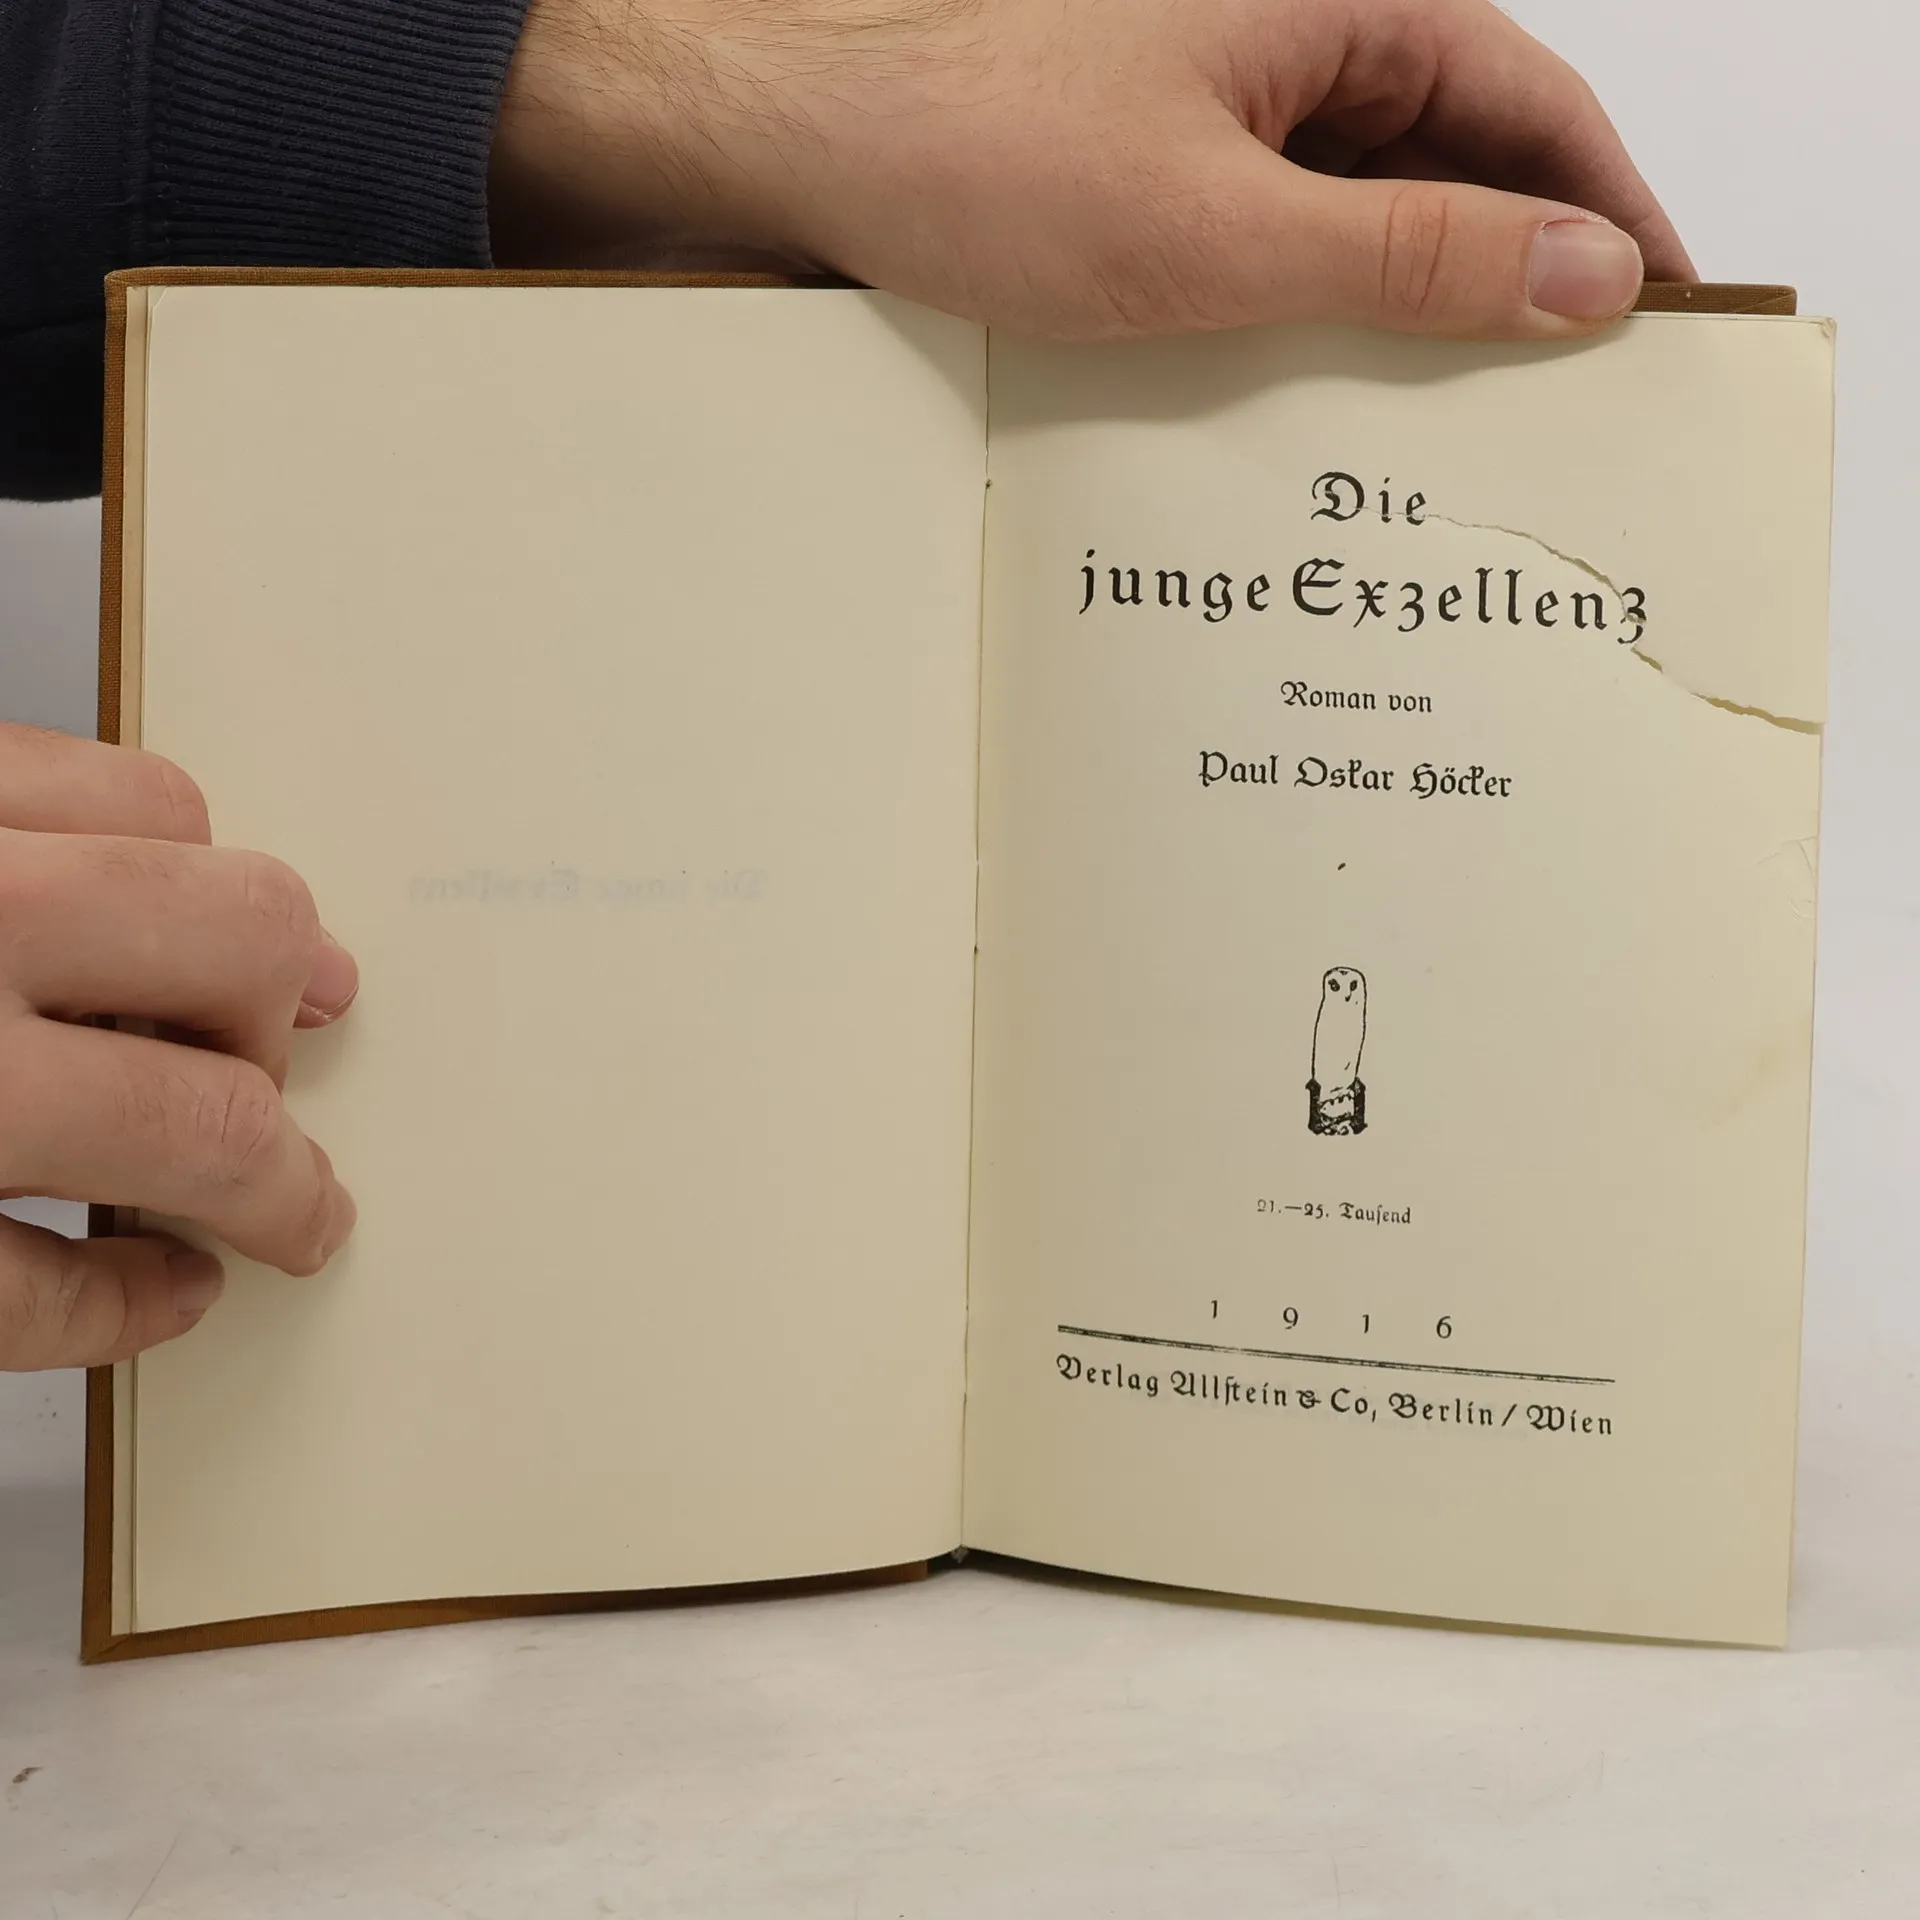 Die
junge Exzellenz
Roman von
Paul Oskar Höcker
21.—25. Tauſend
1 9 1 6
Verlag Ullſtein & Co, Berlin / Wien